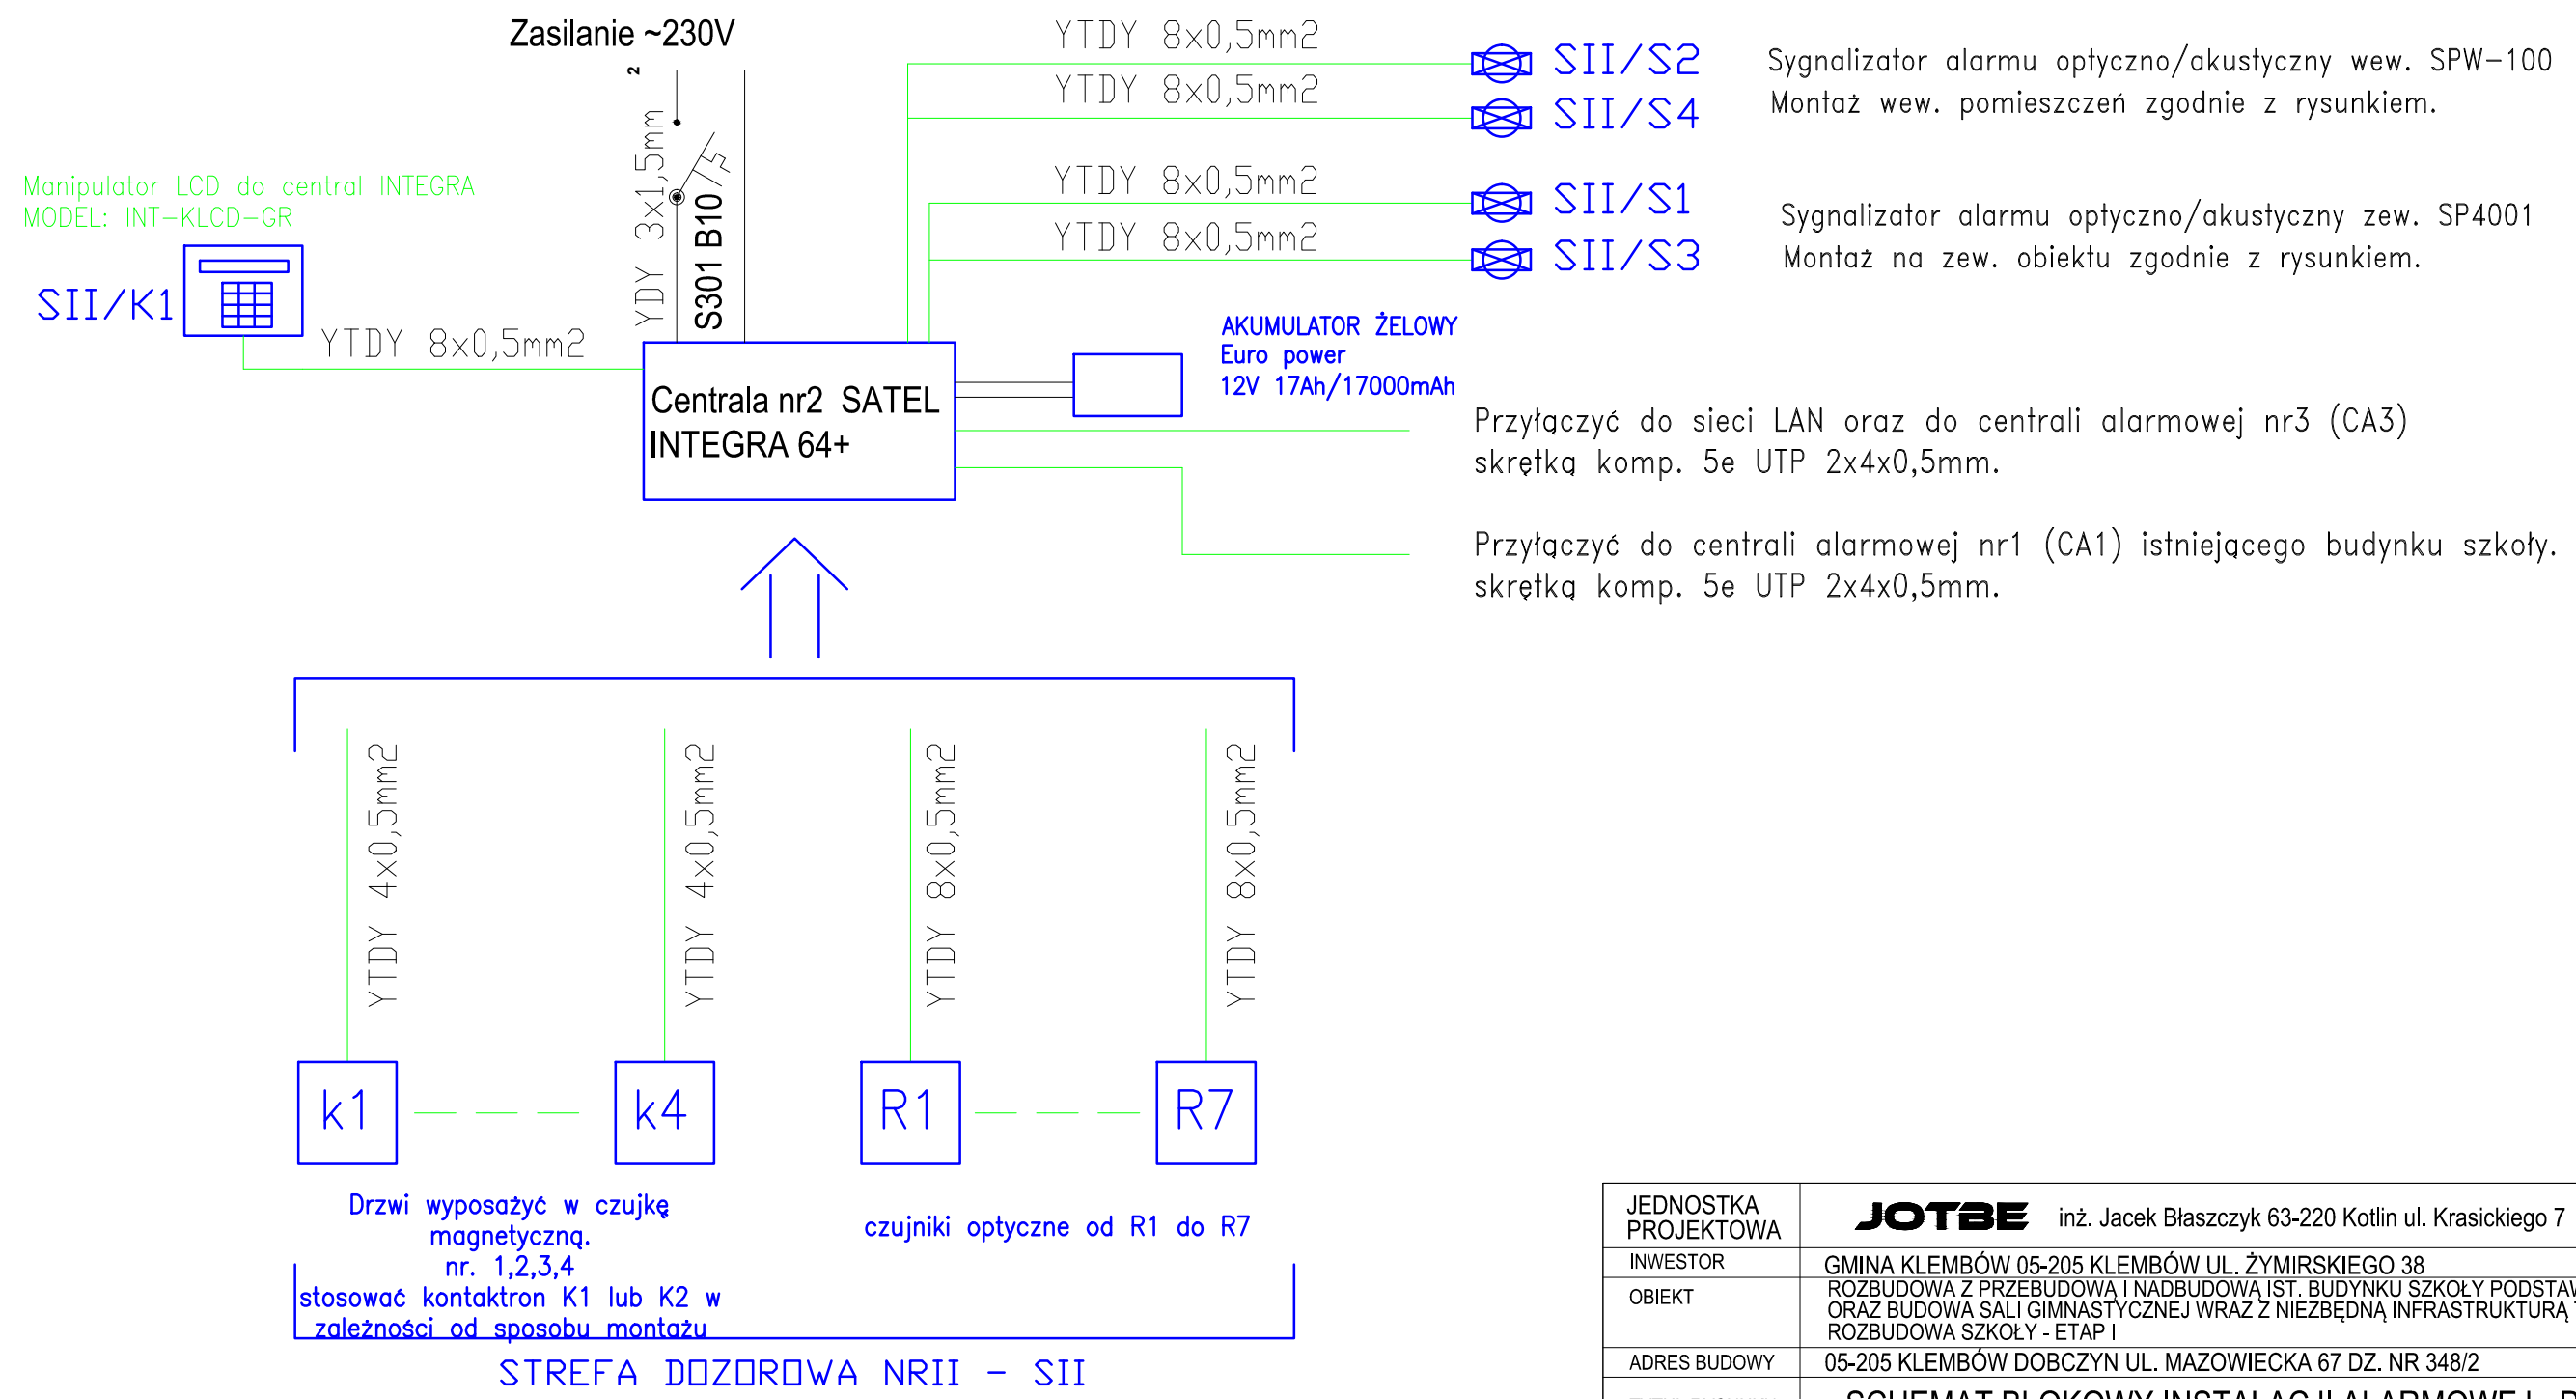 Zasilanie ~230V
2
YDY 3x1,5mm
S301 B10
YTDY 8x0,5mm2
SII/S2
YTDY 8x0,5mm2
SII/S4
Sygnalizator alarmu optyczno/akustyczny wew. SPW-100
Montaż wew. pomieszczeń zgodnie z rysunkiem.
YTDY 8x0,5mm2
SII/S1
YTDY 8x0,5mm2
SII/S3
Sygnalizator alarmu optyczno/akustyczny zew. SP4001
Montaż na zew. obiektu zgodnie z rysunkiem.
Manipulator LCD do central INTEGRA
MODEL: INT-KLCD-GR
SII/K1
YTDY 8x0,5mm2
AKUMULATOR ŻELOWY
Euro power
12V 17Ah/17000mAh
Centrala nr2 SATEL
INTEGRA 64+
Przyłączyć do sieci LAN oraz do centrali alarmowej nr3 (CA3)
skrętką komp. 5e UTP 2x4x0,5mm.
Przyłączyć do centrali alarmowej nr1 (CA1) istniejącego budynku szkoły.
skrętką komp. 5e UTP 2x4x0,5mm.
YTDY 4x0,5mm2
YTDY 4x0,5mm2
YTDY 8x0,5mm2
YTDY 8x0,5mm2
k1
k4
R1
R7
Drzwi wyposażyć w czujkę
magnetyczną.
nr. 1,2,3,4
stosować kontaktron K1 lub K2 w
zależności od sposobu montażu
czujniki optyczne od R1 do R7
STREFA DOZOROWA NRII - SII
JEDNOSTKA
PROJEKTOWA
JOTBE inż. Jacek Błaszczyk 63-220 Kotlin ul. Krasickiego 7
INWESTOR
GMINA KLEMBÓW 05-205 KLEMBÓW UL. ŻYMIRSKIEGO 38
OBIEKT
ROZBUDOWA Z PRZEBUDOWĄ I NADBUDOWĄ IST. BUDYNKU SZKOŁY
ORAZ BUDOWA SALI GIMNASTYCZNEJ WRAZ Z NIEZBĘDNĄ INFRASTRUKTURĄ
ROZBUDOWA SZKOŁY - ETAP I
ADRES BUDOWY
05-205 KLEMBÓW DOBCZYN UL. MAZOWIECKA 67 DZ. NR 348/2
SCHEMAT BLOKOWY INSTALACJI ALARMOWEJ